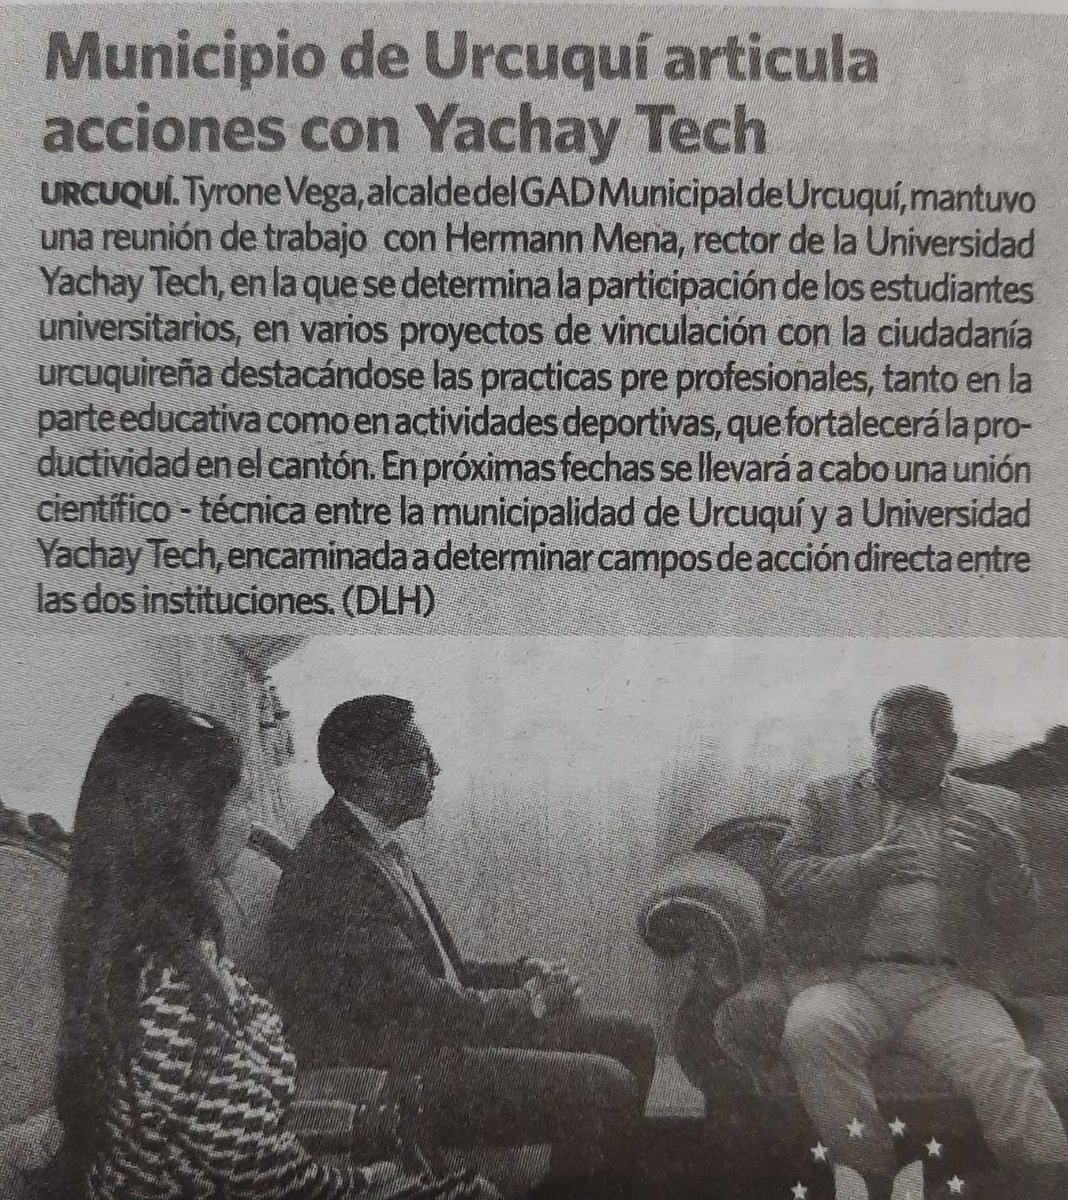 Municipio de Urcuquí articula
acciones con Yachay Tech
URCUQUÍ. Tyrone Vega, alcalde del GAD Municipal de Urcuquí, mantuvo
una reunión de trabajo con Hermann Mena, rector de la Universidad
Yachay Tech, en la que se determina la participación de los estudiantes
universitarios, en varios proyectos de vinculación con la ciudadanía
urcuquireña destacándose las practicas pre profesionales, tanto en la
parte educativa como en actividades deportivas, que fortalecerá la pro-
ductividad en el cantón. En próximas fechas se llevará a cabo una unión
científico - técnica entre la municipalidad de Urcuquí y a Universidad
Yachay Tech, encaminada a determinar campos de acción directa entre
las dos instituciones. (DLH)